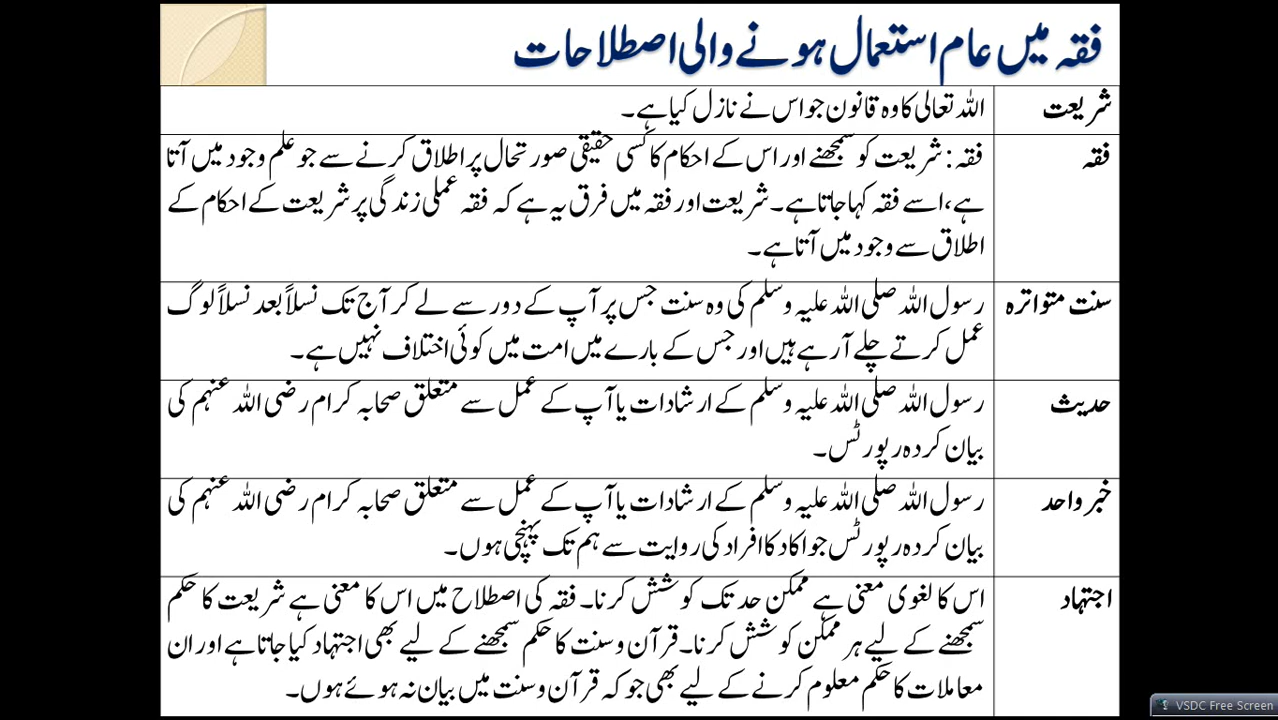 فقہ میں عام استعمال ہونے والی اصطلاحات
شریعت
اللہ تعالی کا وہ قانون جو اس نے نازل کیا ہے۔
فقہ
فقہ: شریعت کو سمجھنے اور اس کے احکام کا کسی حقیقی صورتحال پر اطلاق کرنے سے جو علم وجود میں آتا
ہے، اسے فقہ کہا جاتا ہے۔ شریعت اور فقہ میں فرق یہ ہے کہ فقہ عملی زندگی پر شریعت کے احکام کے
اطلاق سے وجود میں آتا ہے۔
سنت متواترہ
رسول اللہ صلی اللہ علیہ وسلم کی وہ سنت جس پر آپ کے دور سے لے کر آج تک نسلاً بعد نسلاً لوگ
عمل کرتے چلے آ رہے ہیں اور جس کے بارے میں امت میں کوئی اختلاف نہیں ہے۔
حدیث
رسول اللہ صلی اللہ علیہ وسلم کے ارشادات یا آپ کے عمل سے متعلق صحابہ کرام رضی اللہ عنہم کی
بیان کردہ رپورٹس۔
خبر واحد
رسول اللہ صلی اللہ علیہ وسلم کے ارشادات یا آپ کے عمل سے متعلق صحابہ کرام رضی اللہ عنہم کی
بیان کردہ رپورٹس جو اکاد کا افراد کی روایت سے ہم تک پہنچی ہوں۔
اجتہاد
اس کا لغوی معنی ہے ممکن حد تک کوشش کرنا۔ فقہ کی اصطلاح میں اس کا معنی ہے شریعت کا حکم
سمجھنے کے لیے ہر ممکن کوشش کرنا۔ قرآن و سنت کا حکم سمجھنے کے لیے بھی اجتہاد کیا جاتا ہے اور ان
معاملات کا حکم معلوم کرنے کے لیے بھی جو کہ قرآن و سنت میں بیان نہ ہوئے ہوں۔
VSDC Free Screen